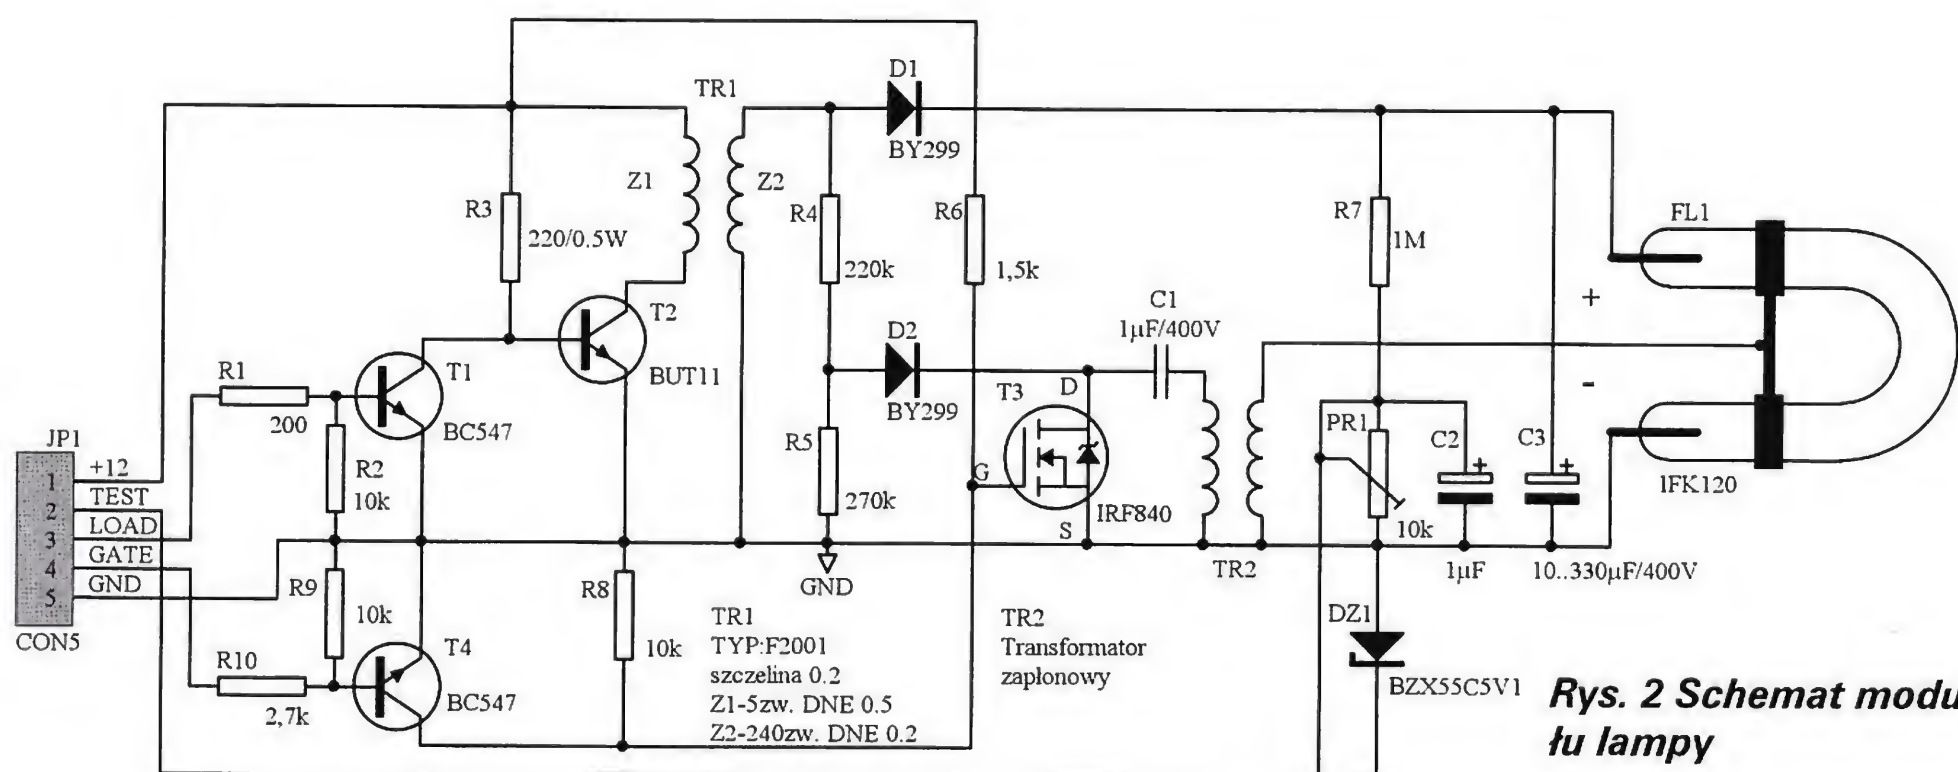 TR1
D1
BY299
Z1
Z2
R3
220/0.5W
R4
220k
R6
1,5k
R7
1M
FL1
+
-
1FK120
T2
BUT11
C1
1µF/400V
D2
BY299
T3
D
G
S
IRF840
R1
200
T1
BC547
R2
10k
R5
270k
PR1
10k
C2
+
1µF
C3
+
10..330µF/400V
JP1
1
2
3
4
5
+12
TEST
LOAD
GATE
GND
CON5
GND
TR2
R9
10k
R8
10k
R10
2,7k
T4
BC547
TR1
TYP:F2001
szczelina 0.2
Z1-5zw. DNE 0.5
Z2-240zw. DNE 0.2
TR2
Transformator
zapłonowy
DZ1
BZX55C5V1
Rys. 2 Schemat modu-
łu lampy